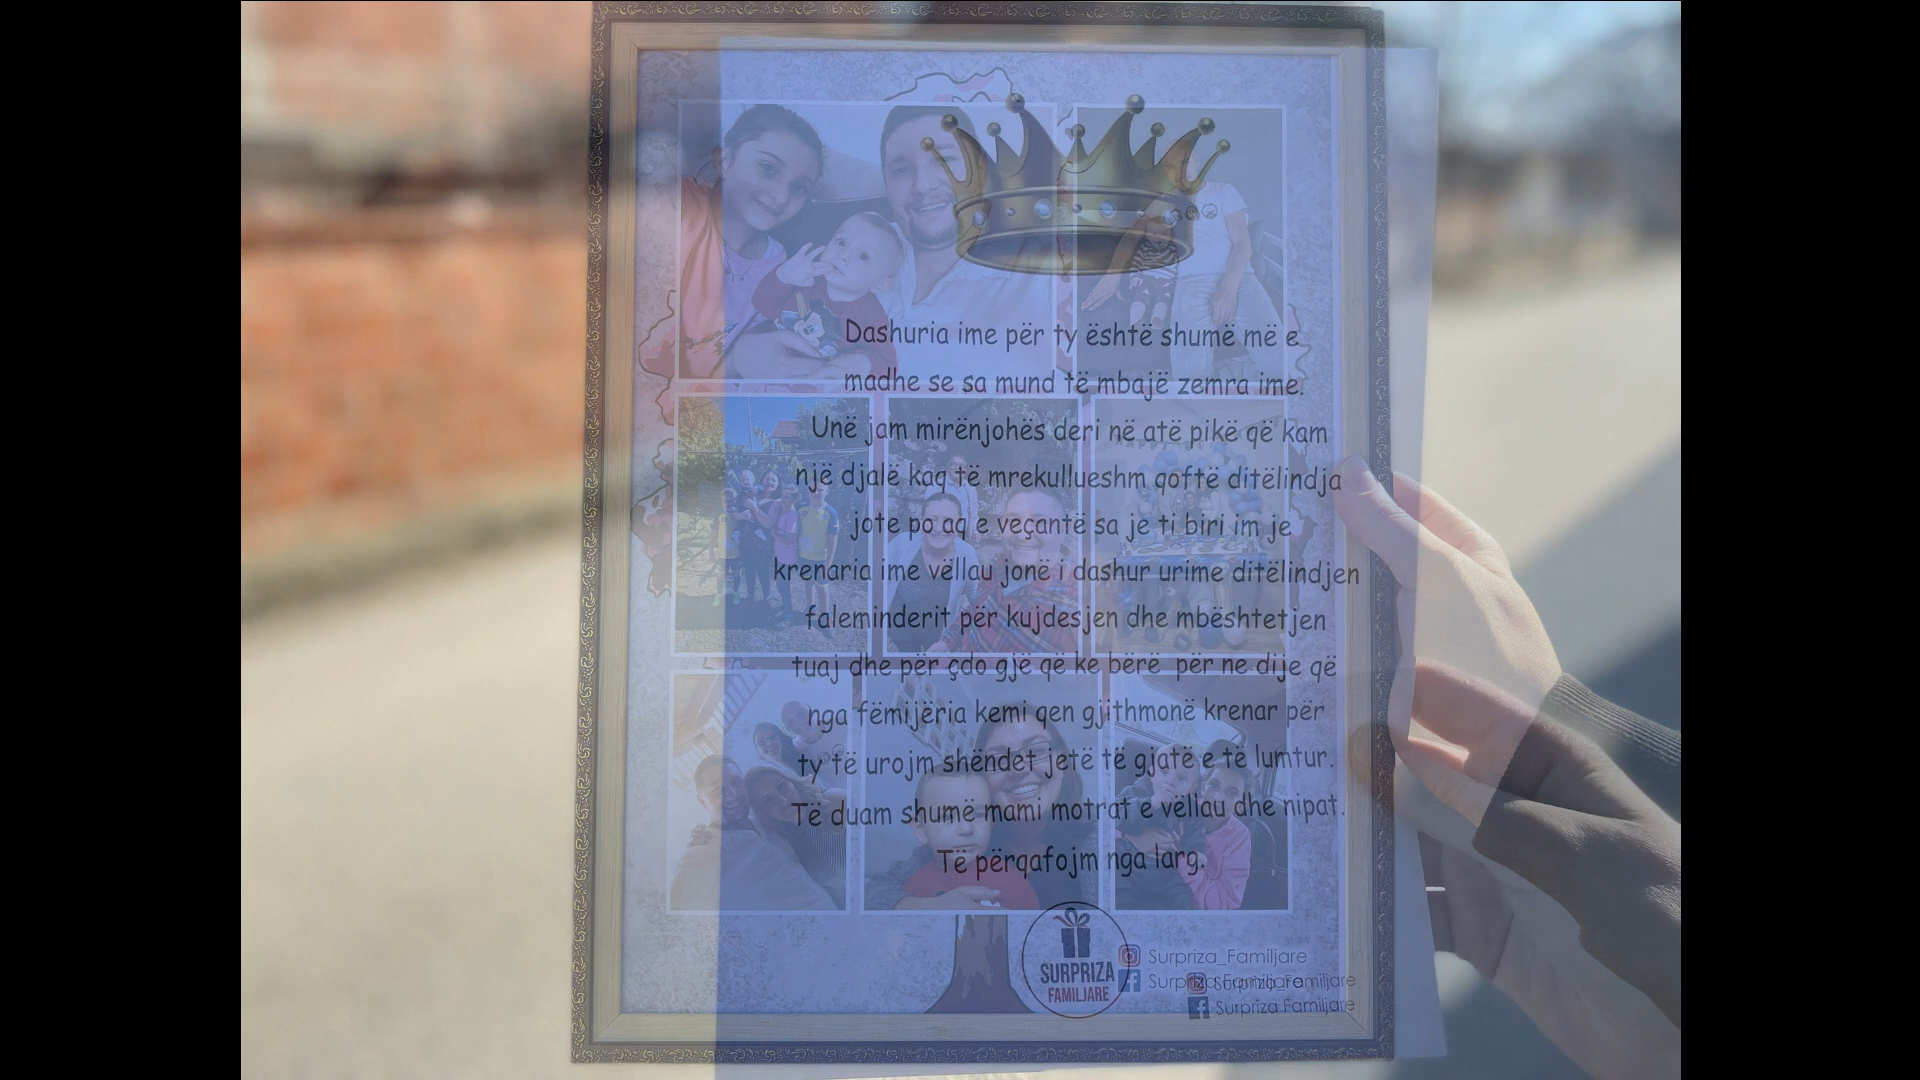 Dashuria ime për ty është shumë më e
madhe se sa mund të mbajë zemra ime.
Unë jam mirënjohës deri në atë pikë që kam
një djalë kaq të mrekullueshm qoftë ditëlindja
jote po aq e veçantë sa je ti biri im je
krenaria ime vëllau jonë i dashur urime ditëlindjen
faleminderit për kujdesjen dhe mbështetjen
tuaj dhe për çdo gjë që ke bërë për ne dije që
nga fëmijëria kemi qen gjithmonë krenar për
ty të urojm shëndet jetë të gjatë e të lumtur.
Të duam shumë mami motrat e vëllau dhe nipat.
Të përqafojm nga larg.
SURPRIZA
FAMILJARE
Surpriza_Familjare
Surpriza Familjare
Surpriza_Familjare
Surpriza Familjare